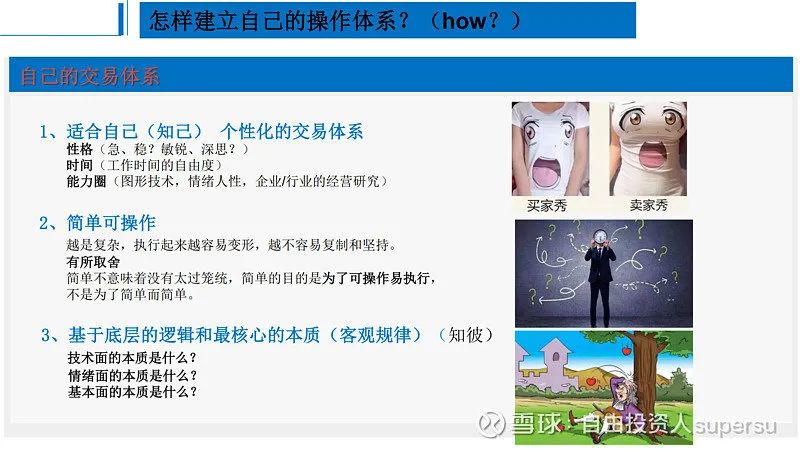 怎样建立自己的操作体系？（how？）
自己的交易体系
1、适合自己（知己） 个性化的交易体系
性格（急、稳？敏锐、深思？）
时间（工作时间的自由度）
能力圈（图形技术，情绪人性，企业/行业的经营研究）
2、简单可操作
越是复杂，执行起来越容易变形，越不容易复制和坚持。
有所取舍
简单不意味着没有太过笼统，简单的目的是为了可操作易执行，
不是为了简单而简单。
3、基于底层的逻辑和最核心的本质（客观规律）（知彼）
技术面的本质是什么？
情绪面的本质是什么？
基本面的本质是什么？
买家秀
卖家秀
雪球·自由投资人supersu